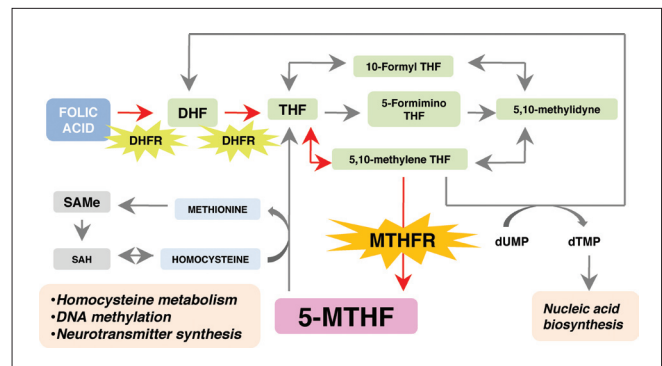 10-Formyl THF
FOLIC
ACID
DHF
THF
5-Formimino
THF
5,10-methylidyne
DHFR
DHFR
5,10-methylene THF
SAMe
METHIONINE
MTHFR
dUMP
dTMP
SAH
HOMOCYSTEINE
•Homocysteine metabolism
•DNA methylation
•Neurotransmitter synthesis
5-MTHF
Nucleic acid
biosynthesis